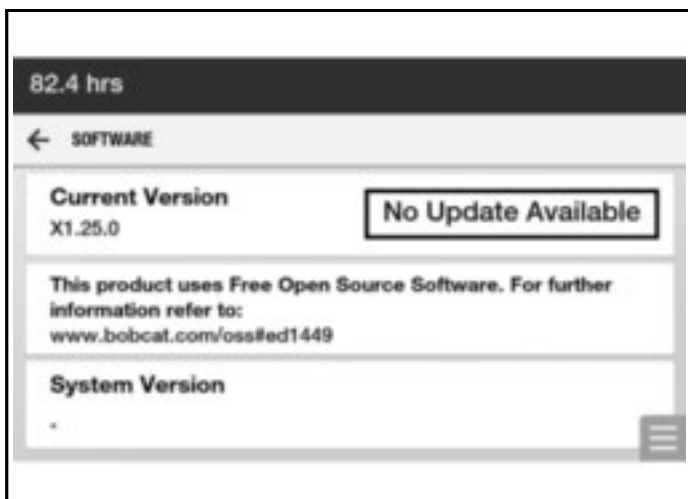 82.4 hrs
← SOFTWARE
Current Version
No Update Available
X1.25.0
This product uses Free Open Source Software. For further
information refer to:
www.bobcat.com/oss#ed1449
System Version
-